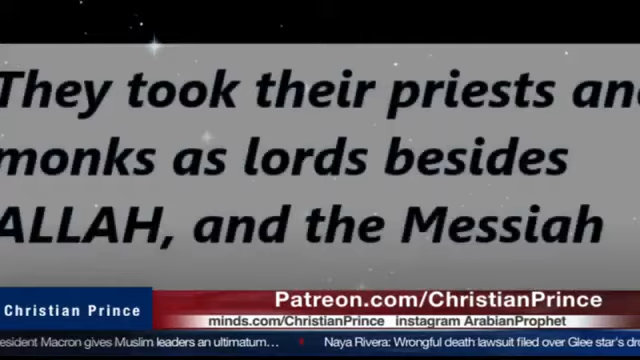 They took their priests and
monks as lords besides
ALLAH, and the Messiah
Christian Prince
Patreon.com/ChristianPrince
minds.com/ChristianPrince instagram ArabianProphet
esident Macron gives Muslim leaders an ultimatum... Naya Rivera: Wrongful death lawsuit filed over Glee star's d